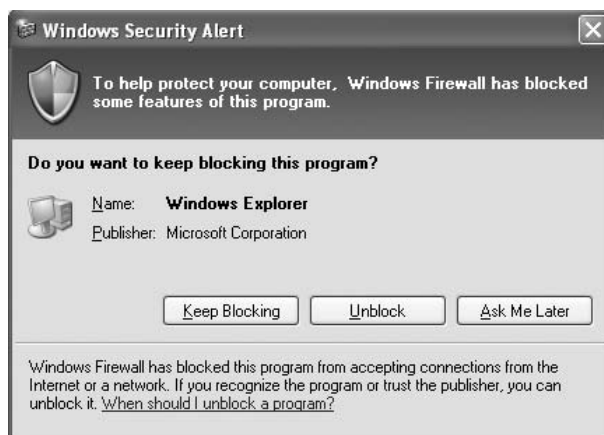 Windows Security Alert
To help protect your computer, Windows Firewall has blocked
some features of this program.
Do you want to keep blocking this program?
Name: Windows Explorer
Publisher: Microsoft Corporation
Keep Blocking Unblock Ask Me Later
Windows Firewall has blocked this program from accepting connections from the
Internet or a network. If you recognize the program or trust the publisher, you can
unblock it. When should I unblock a program?